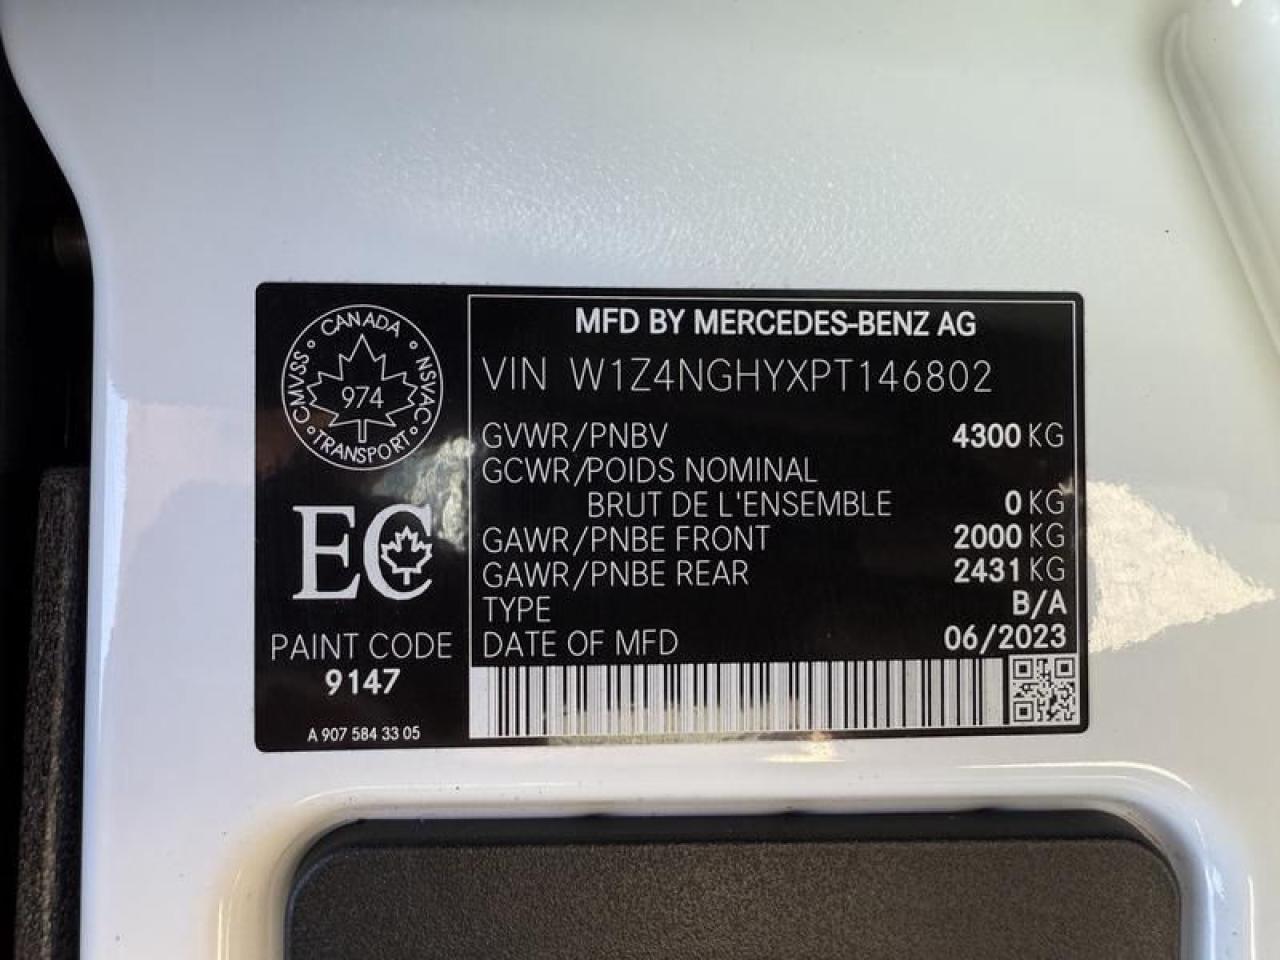 CANADA
CMVSS
NSVAC
974
TRANSPORT
EC
PAINT CODE
9147
A 907 584 33 05
MFD BY MERCEDES-BENZ AG
VIN W1Z4NGHYXPT146802
GVWR/PNBV 4300 KG
GCWR/POIDS NOMINAL
BRUT DE L'ENSEMBLE 0 KG
GAWR/PNBE FRONT 2000 KG
GAWR/PNBE REAR 2431 KG
TYPE B/A
DATE OF MFD 06/2023